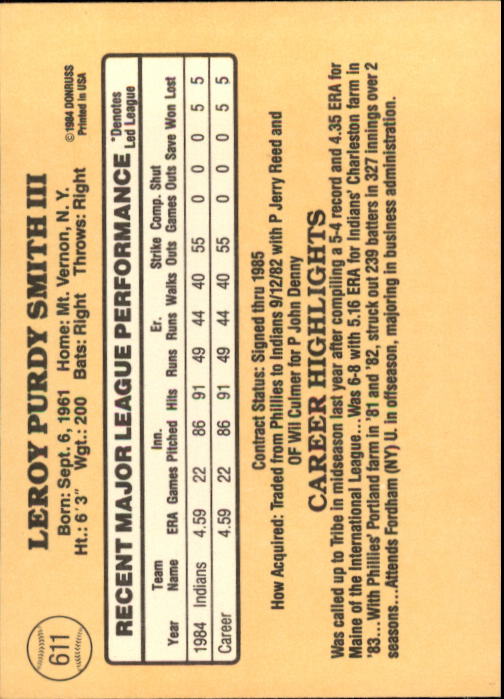 611
LEROY PURDY SMITH III
Born: Sept. 6, 1961 Home: Mt. Vernon, N. Y.
Ht.: 6'3" Wgt.: 200 Bats: Right Throws: Right
©1984 DONRUSS
Printed in USA
RECENT MAJOR LEAGUE PERFORMANCE
*Denotes
Led League
Team Inn. Er. Strike Comp. Shut
Year Name ERA Games Pitched Hits Runs Runs Walks Outs Games Outs Save Won Lost
1984 Indians 4.59 22 86 91 49 44 40 55 0 0 0 5 5
Career 4.59 22 86 91 49 44 40 55 0 0 0 5 5
Contract Status: Signed thru 1985
How Acquired: Traded from Phillies to Indians 9/12/82 with P Jerry Reed and
OF Wil Culmer for P John Denny
CAREER HIGHLIGHTS
Was called up to Tribe in midseason last year after compiling a 5-4 record and 4.35 ERA for
Maine of the International League... Was 6-8 with 5.16 ERA for Indians' Charleston farm in
'83...With Phillies' Portland farm in '81 and '82, struck out 239 batters in 327 innings over 2
seasons...Attends Fordham (NY) U. in offseason, majoring in business administration.